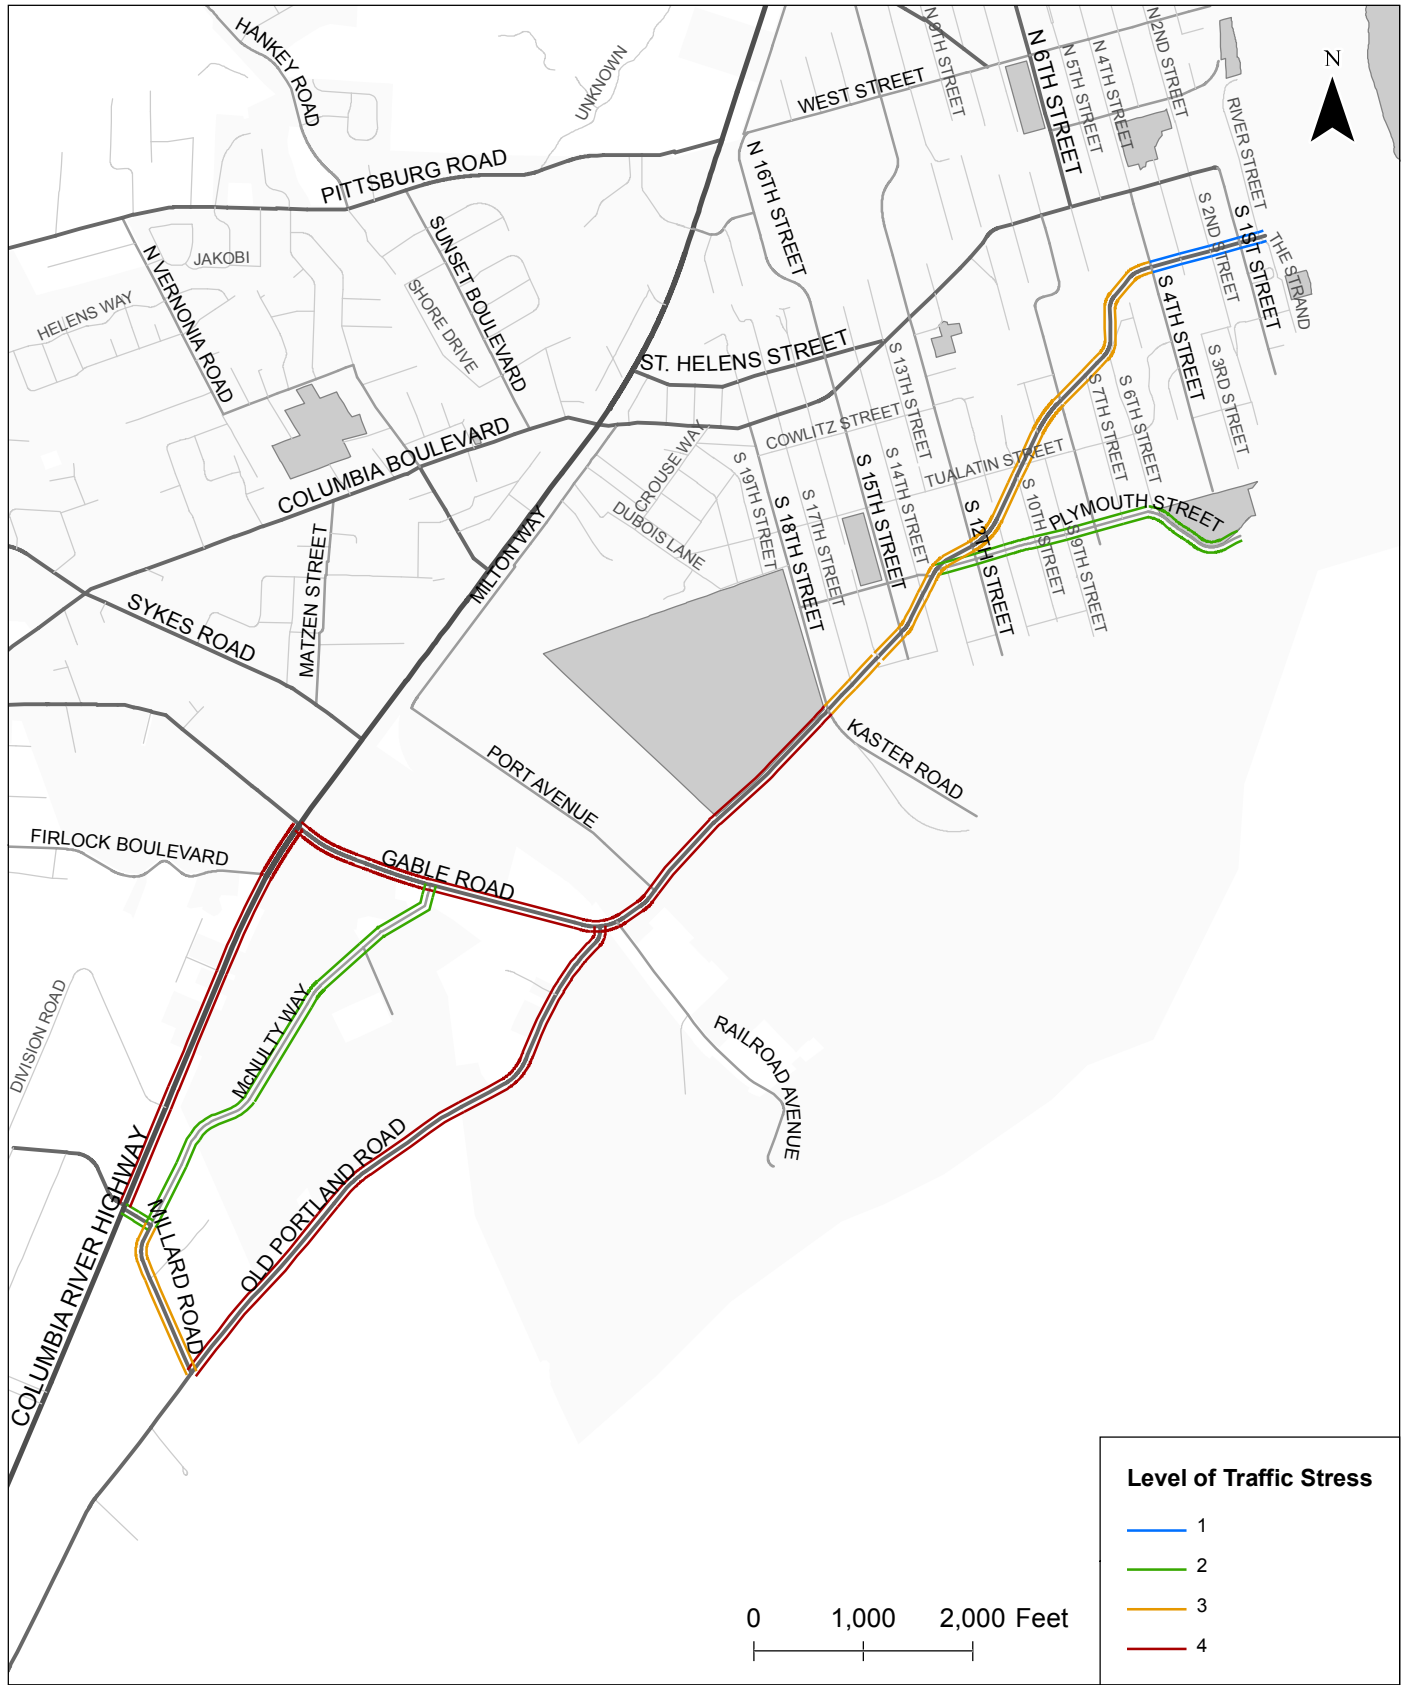 HANKEY ROAD
UNKNOWN
WEST STREET
N 9TH STREET
N 6TH STREET
N 5TH STREET
N 4TH STREET
N 2ND STREET
RIVER STREET
N
PITTSBURG ROAD
N 16TH STREET
JAKOBI
N VERNONIA ROAD
SUNSET BOULEVARD
SHORE DRIVE
HELENS WAY
S 2ND STREET
S 1ST STREET
THE STRAND
S 4TH STREET
S 3RD STREET
ST. HELENS STREET
S 13TH STREET
COLUMBIA BOULEVARD
CROUSE WAY
COWLITZ STREET
S 7TH STREET
S 6TH STREET
TUALATIN STREET
S 19TH STREET
S 18TH STREET
S 17TH STREET
S 15TH STREET
S 14TH STREET
S 12TH STREET
S 10TH STREET
S 9TH STREET
PLYMOUTH STREET
DUBOIS LANE
MILTON WAY
MATZEN STREET
SYKES ROAD
PORT AVENUE
KASTER ROAD
FIRLOCK BOULEVARD
GABLE ROAD
DIVISION ROAD
McNULTY WAY
RAILROAD AVENUE
OLD PORTLAND ROAD
MILLARD ROAD
COLUMBIA RIVER HIGHWAY
Level of Traffic Stress
1
2
3
4
0 1,000 2,000 Feet